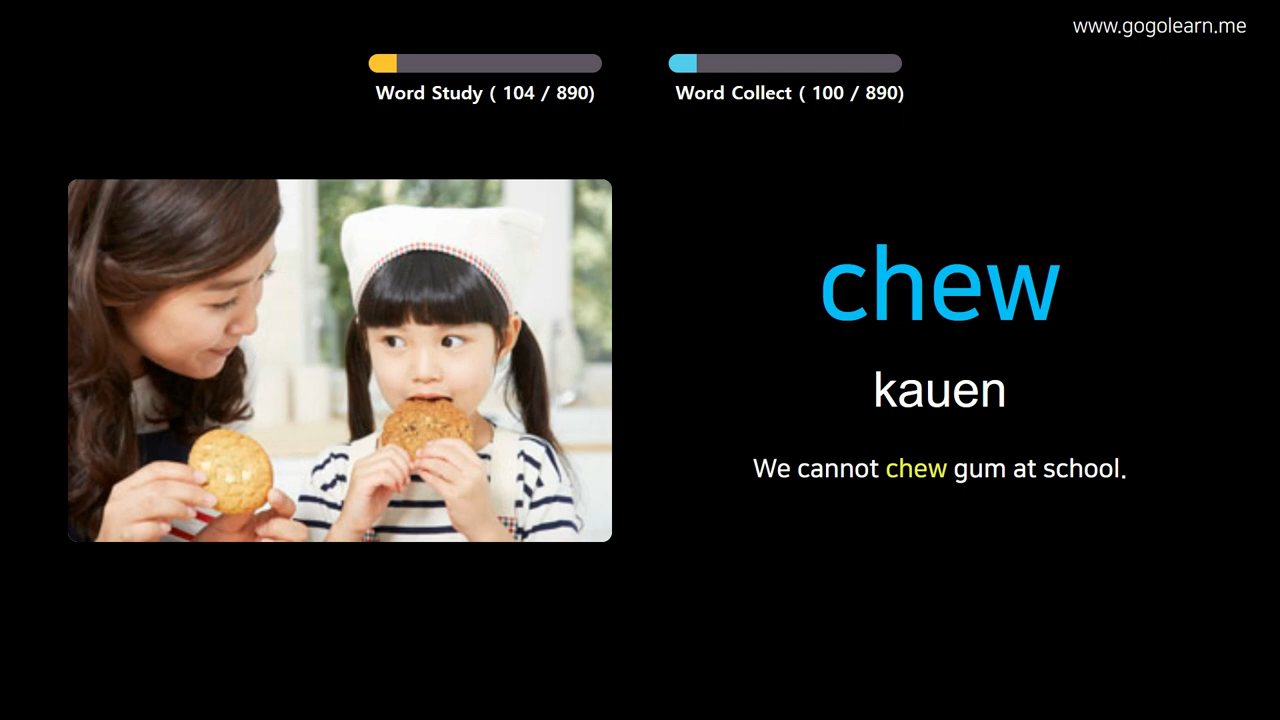 www.gogolearn.me
Word Study ( 104 / 890)
Word Collect ( 100 / 890)
chew
kauen
We cannot chew gum at school.